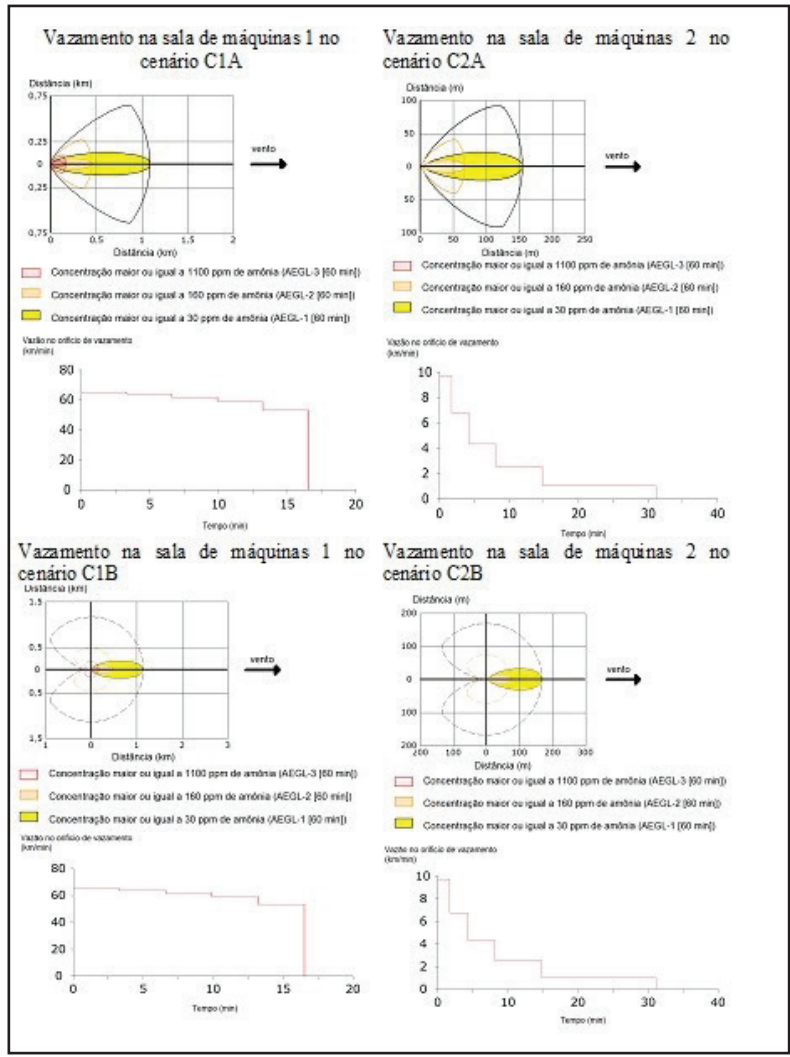 Vazamento na sala de máquinas 1 no
cenário C1A
Distância (km)
0,75
0,25
0
0,25
0,75
0
0,5
1
1,5
2
Distância (km)
vento
Concentração maior ou igual a 1100 ppm de amônia (AEGL-3 [60 min])
Concentração maior ou igual a 160 ppm de amônia (AEGL-2 [60 min])
Concentração maior ou igual a 30 ppm de amônia (AEGL-1 [60 min])
Vazão no orifício de vazamento
(km/min)
80
60
40
20
0
0
5
10
15
20
Tempo (min)
Vazamento na sala de máquinas 2 no
cenário C2A
Distância (m)
100
50
0
50
100
0
50
100
150
200
250
Distância (m)
vento
Concentração maior ou igual a 1100 ppm de amônia (AEGL-3 [60 min])
Concentração maior ou igual a 160 ppm de amônia (AEGL-2 [60 min])
Concentração maior ou igual a 30 ppm de amônia (AEGL-1 [60 min])
Vazão no orifício de vazamento
(km/min)
10
8
6
4
2
0
0
10
20
30
40
Tempo (min)
Vazamento na sala de máquinas 1 no
cenário C1B
Distância (km)
1,5
0,5
0
0,5
1,5
1
0
1
2
3
Distância (km)
vento
Concentração maior ou igual a 1100 ppm de amônia (AEGL-3 [60 min])
Concentração maior ou igual a 160 ppm de amônia (AEGL-2 [60 min])
Concentração maior ou igual a 30 ppm de amônia (AEGL-1 [60 min])
Vazão no orifício de vazamento
(km/min)
80
60
40
20
0
0
5
10
15
20
Tempo (min)
Vazamento na sala de máquinas 2 no
cenário C2B
Distância (m)
200
100
0
100
200
200
100
0
100
200
300
Distância (m)
vento
Concentração maior ou igual a 1100 ppm de amônia (AEGL-3 [60 min])
Concentração maior ou igual a 160 ppm de amônia (AEGL-2 [60 min])
Concentração maior ou igual a 30 ppm de amônia (AEGL-1 [60 min])
Vazão no orifício de vazamento
(km/min)
10
8
6
4
2
0
0
10
20
30
40
Tempo (min)